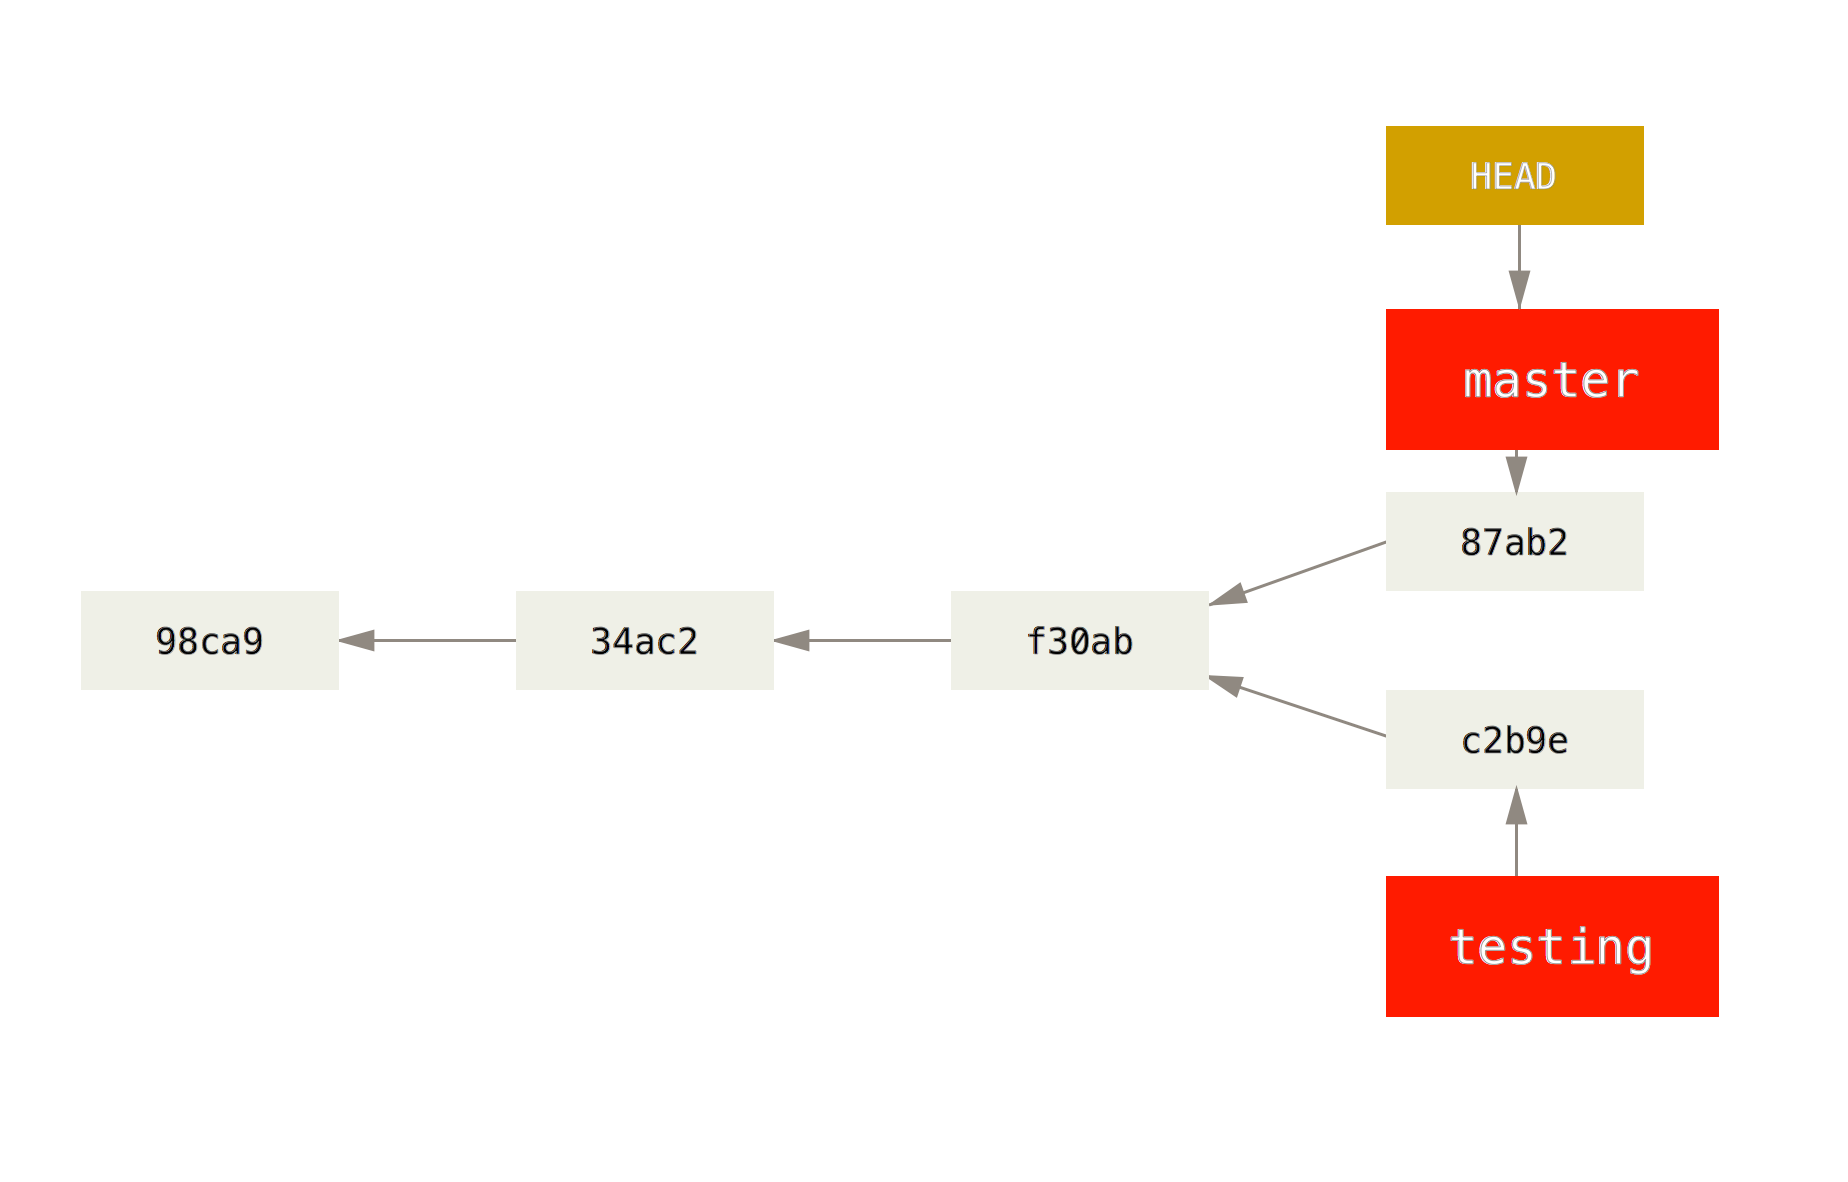 HEAD
master
87ab2
98ca9
34ac2
f30ab
c2b9e
testing